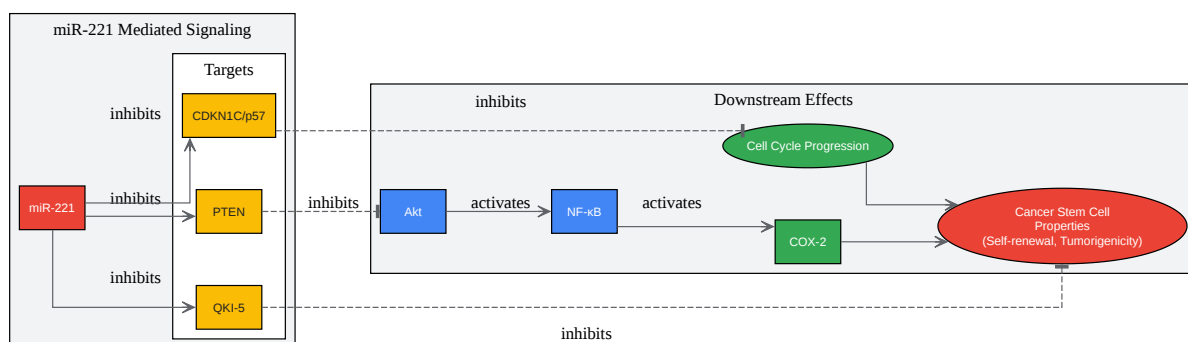 miR-221 Mediated Signaling
Targets
inhibits
CDKN1C/p57
inhibits
Downstream Effects
Cell Cycle Progression
miR-221
inhibits
PTEN
inhibits
Akt
activates
NF-κB
activates
COX-2
Cancer Stem Cell
Properties
(Self-renewal, Tumorigenicity)
inhibits
QKI-5
inhibits